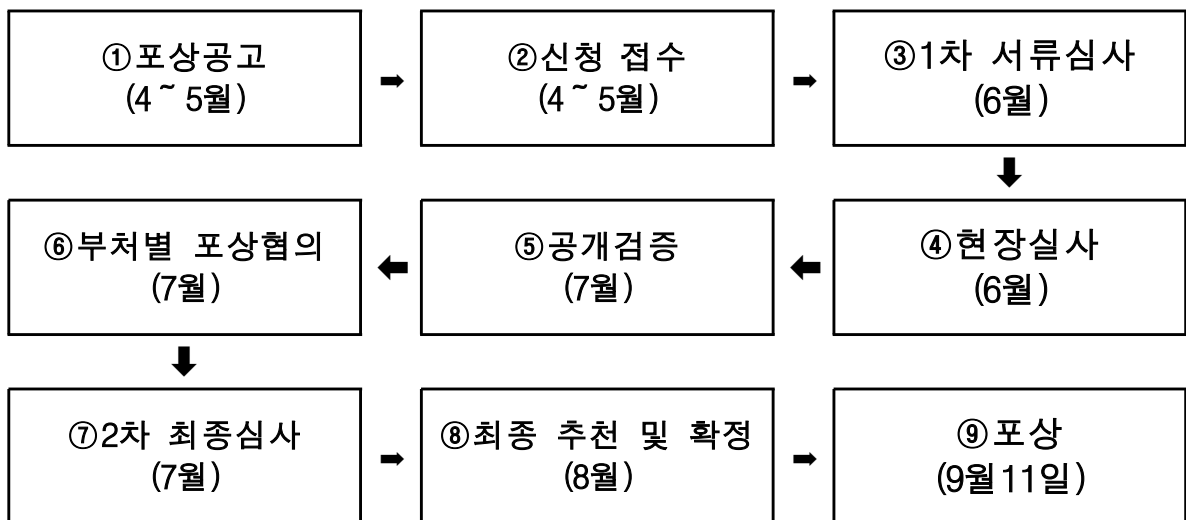 ①포상공고
(4~5월)
②신청 접수
(4~5월)
③1차 서류심사
(6월)
④현장실사
(6월)
⑤공개검증
(7월)
⑥부처별 포상협의
(7월)
⑦2차 최종심사
(7월)
⑧최종 추천 및 확정
(8월)
⑨포상
(9월11일)